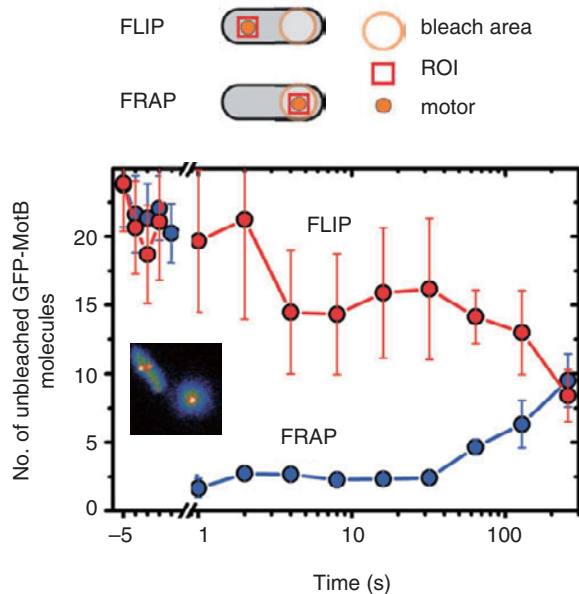 FLIP
bleach area
ROI
FRAP
motor
No. of unbleached GFP-MotB
molecules
20
15
10
5
0
FLIP
FRAP
–5
1
10
100
Time (s)